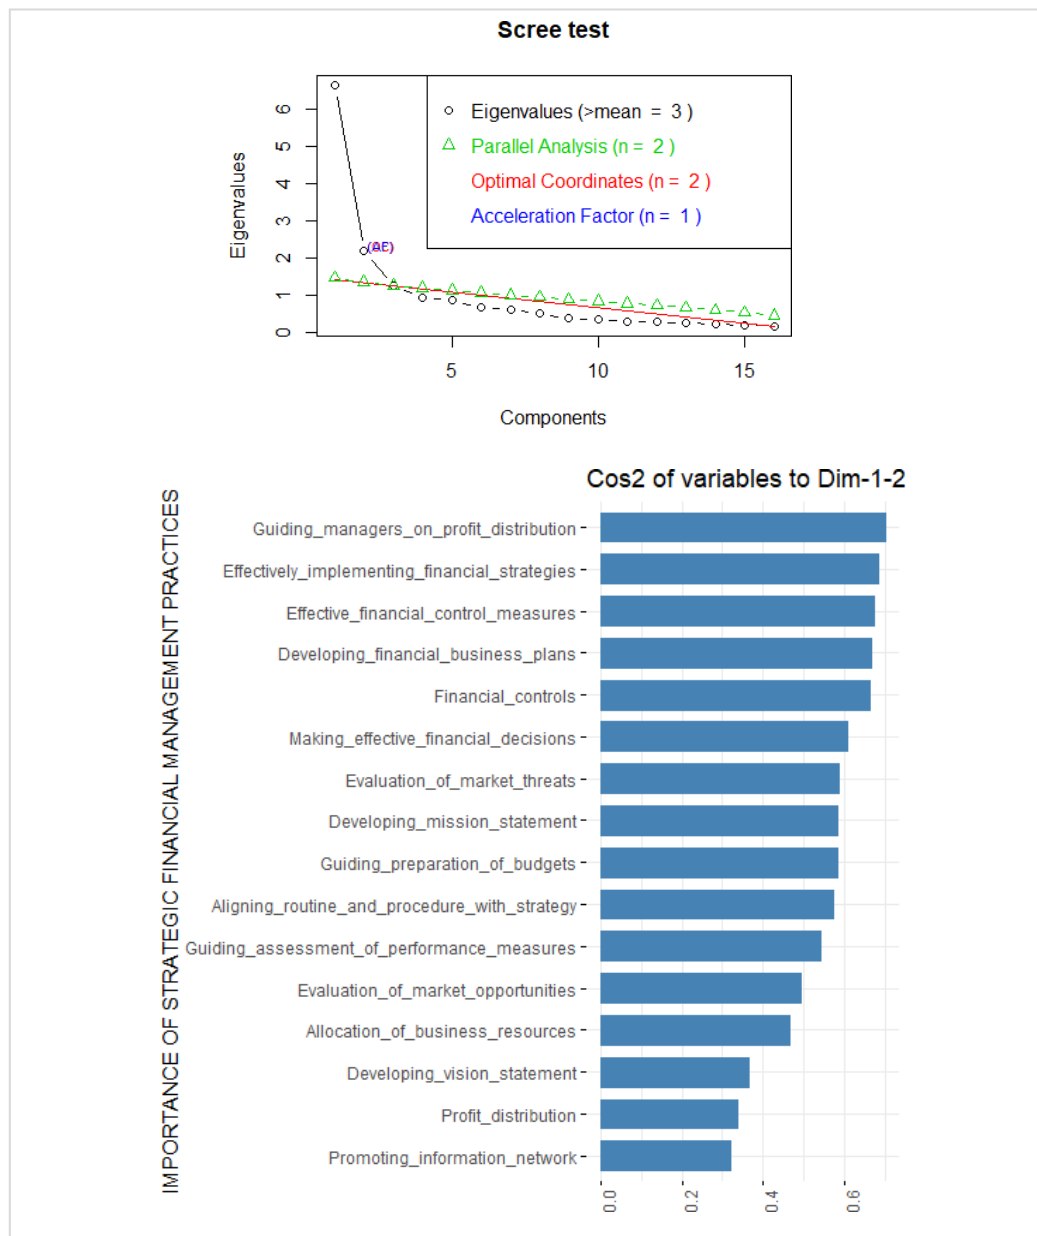 Scree test
Eigenvalues
6
5
4
3
2
1
0
Eigenvalues (>mean = 3 )
Parallel Analysis (n = 2 )
Optimal Coordinates (n = 2 )
Acceleration Factor (n = 1 )
5
10
15
Components
Cos2 of variables to Dim-1-2
IMPORTANCE OF STRATEGIC FINANCIAL MANAGEMENT PRACTICES
Guiding_managers_on_profit_distribution
Effectively_implementing_financial_strategies
Effective_financial_control_measures
Developing_financial_business_plans
Financial_controls
Making_effective_financial_decisions
Evaluation_of_market_threats
Developing_mission_statement
Guiding_preparation_of_budgets
Aligning_routine_and_procedure_with_strategy
Guiding_assessment_of_performance_measures
Evaluation_of_market_opportunities
Allocation_of_business_resources
Developing_vision_statement
Profit_distribution
Promoting_information_network
0.0
0.2
0.4
0.6